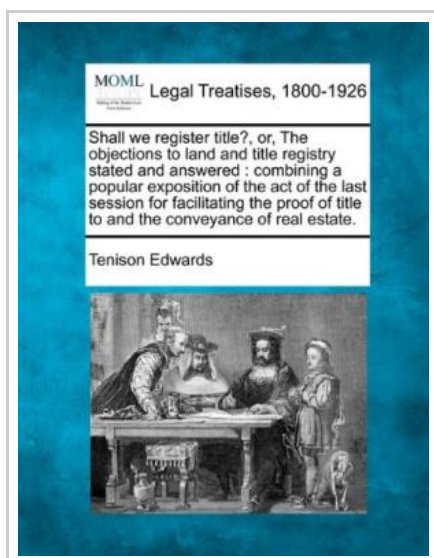 MOML
Legal Treatises, 1800-1926
Shall we register title?, or, The
objections to land and title registry
stated and answered : combining a
popular exposition of the act of the last
session for facilitating the proof of title
to and the conveyance of real estate.
Tenison Edwards